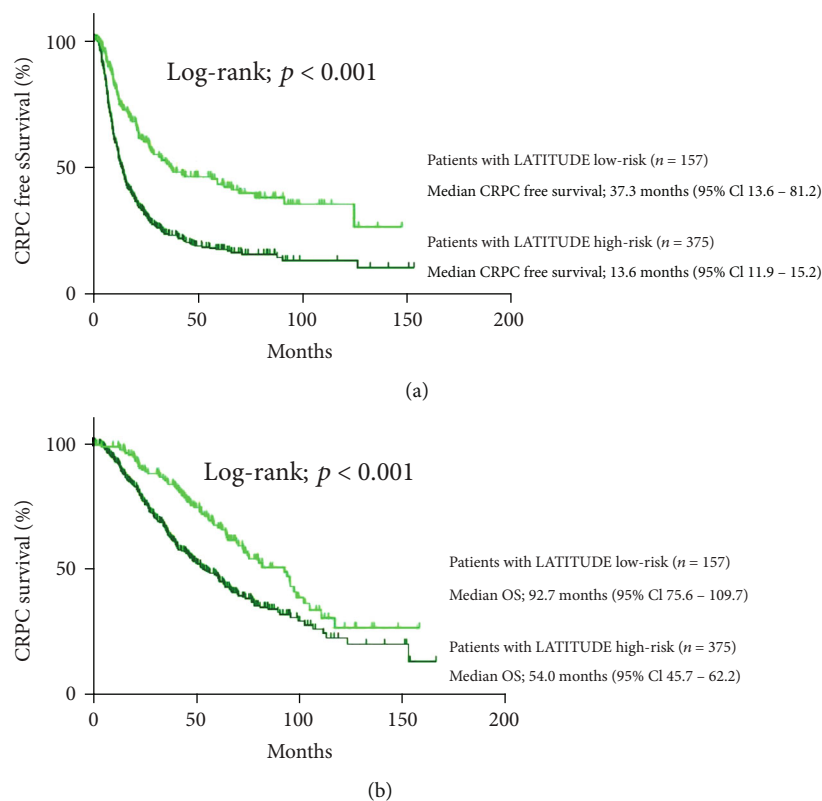 100
50
0
CRPC free sSurvival (%)
Log-rank; p < 0.001
Patients with LATITUDE low-risk (n = 157)
Median CRPC free survival; 37.3 months (95% Cl 13.6 – 81.2)
Patients with LATITUDE high-risk (n = 375)
Median CRPC free survival; 13.6 months (95% Cl 11.9 – 15.2)
0 50 100 150 200
Months
(a)
100
50
0
CRPC survival (%)
Log-rank; p < 0.001
Patients with LATITUDE low-risk (n = 157)
Median OS; 92.7 months (95% Cl 75.6 – 109.7)
Patients with LATITUDE high-risk (n = 375)
Median OS; 54.0 months (95% Cl 45.7 – 62.2)
0 50 100 150 200
Months
(b)